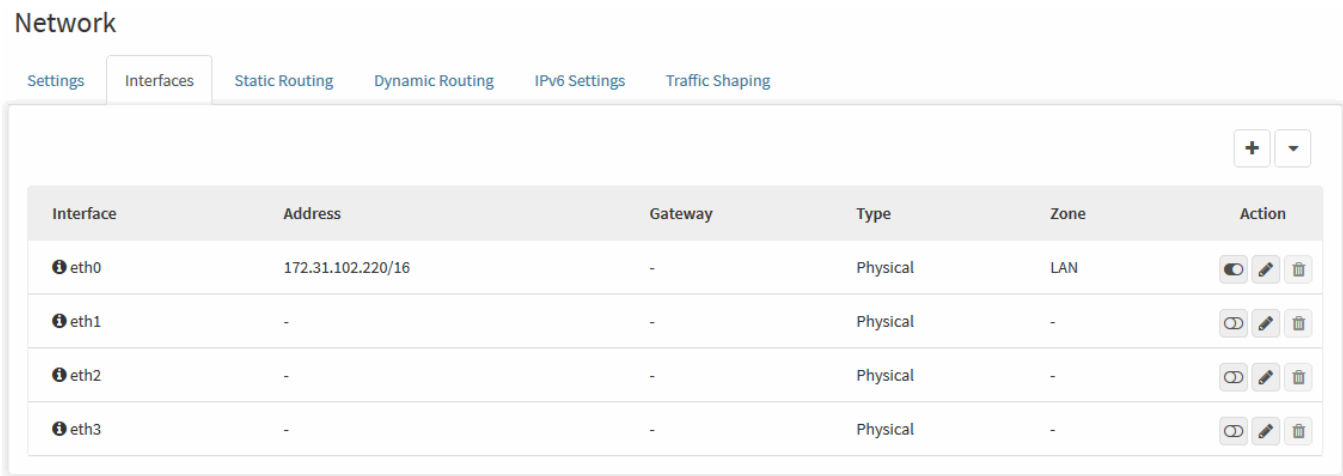 Network
Settings Interfaces Static Routing Dynamic Routing IPv6 Settings Traffic Shaping
Interface Address Gateway Type Zone Action
eth0 172.31.102.220/16 - Physical LAN
eth1 - - Physical -
eth2 - - Physical -
eth3 - - Physical -